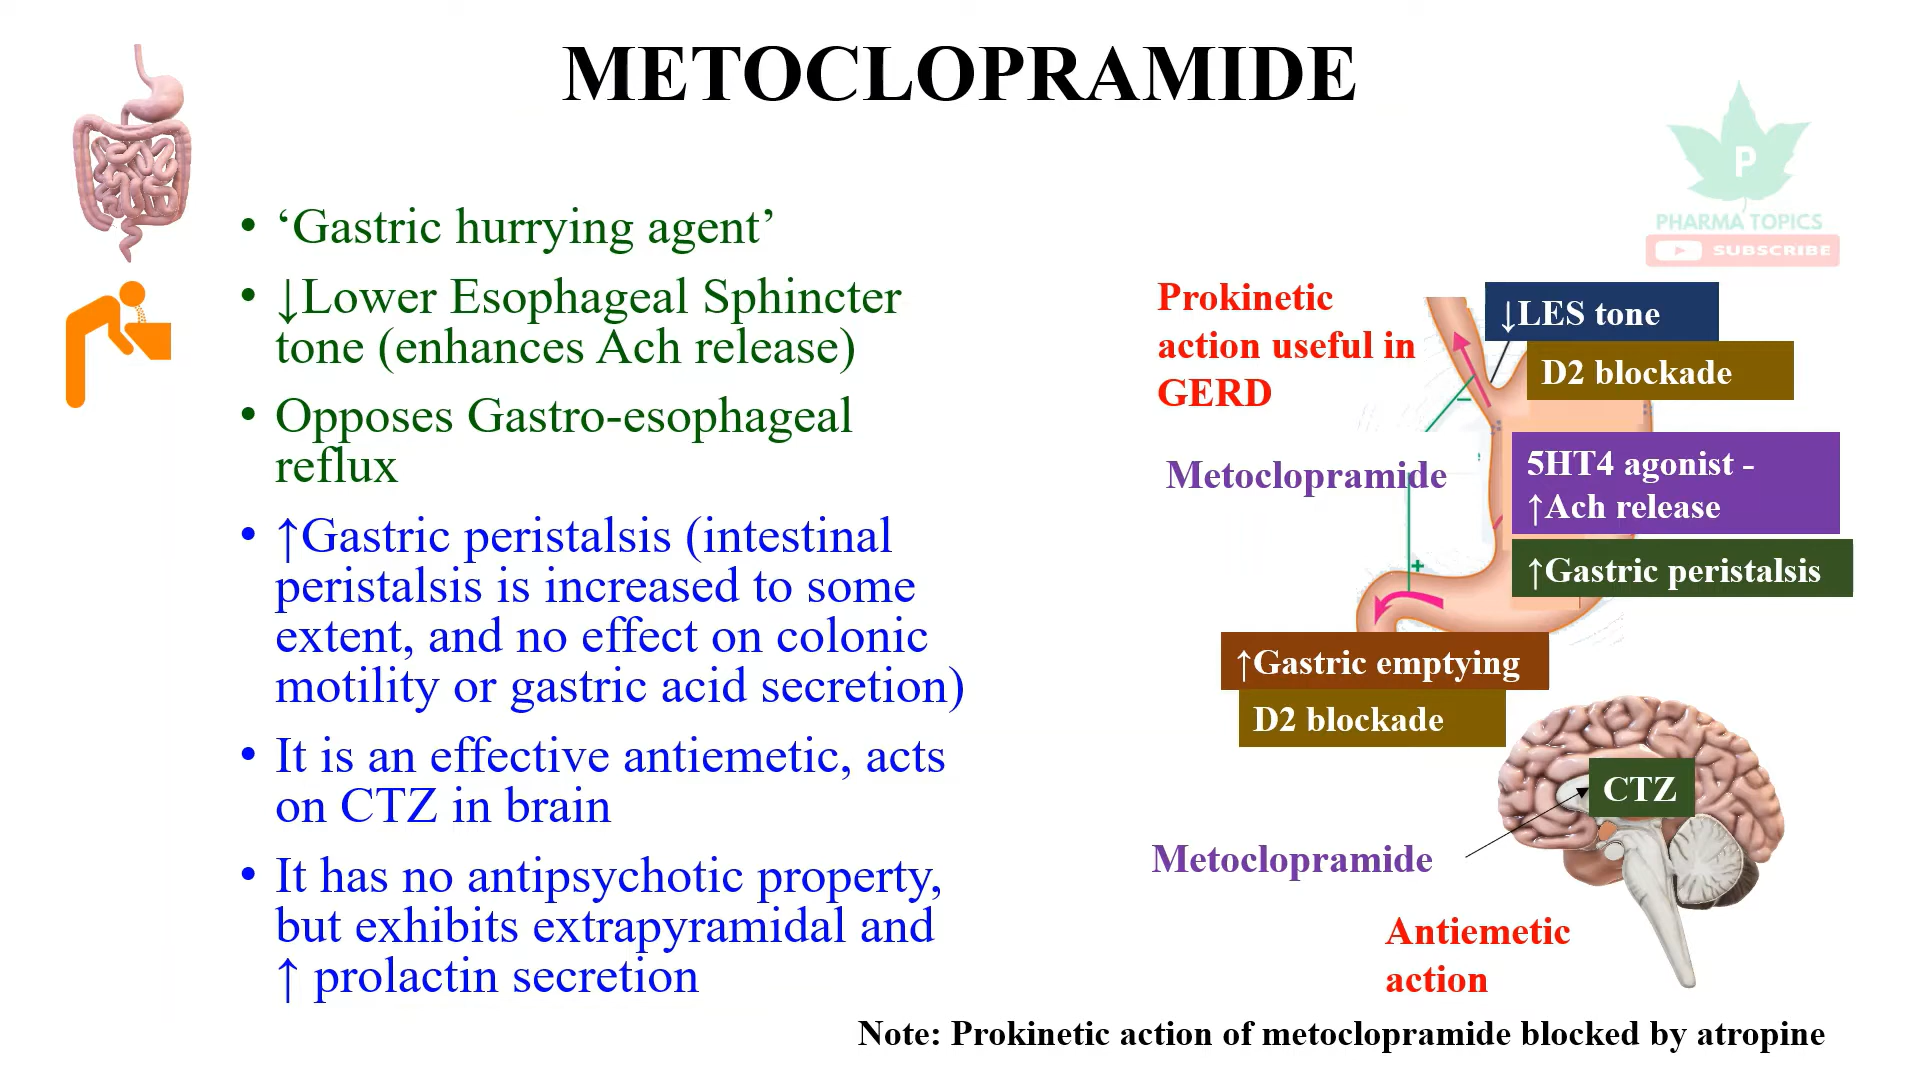 METOCLOPRAMIDE
P
PHARMA TOPICS
SUBSCRIBE
• ‘Gastric hurrying agent’
• ↓Lower Esophageal Sphincter
tone (enhances Ach release)
• Opposes Gastro-esophageal
reflux
• ↑Gastric peristalsis (intestinal
peristalsis is increased to some
extent, and no effect on colonic
motility or gastric acid secretion)
• It is an effective antiemetic, acts
on CTZ in brain
• It has no antipsychotic property,
but exhibits extrapyramidal and
↑ prolactin secretion
Prokinetic
action useful in
GERD
↓LES tone
D2 blockade
Metoclopramide
5HT4 agonist -
↑Ach release
↑Gastric peristalsis
+
↑Gastric emptying
D2 blockade
CTZ
Metoclopramide
Antiemetic
action
Note: Prokinetic action of metoclopramide blocked by atropine